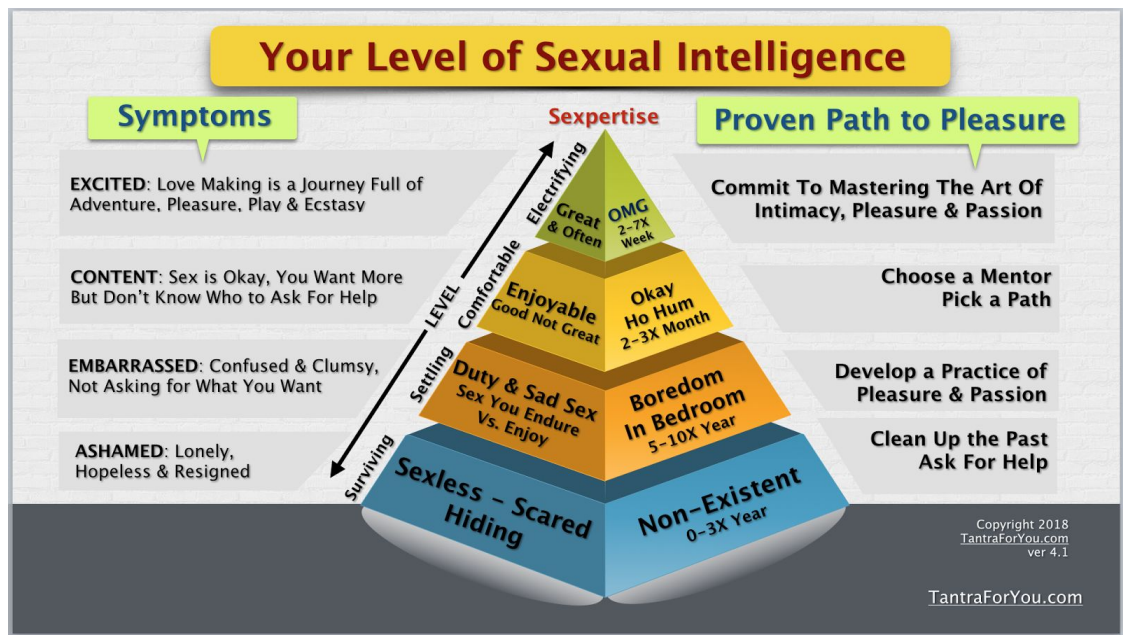 Your Level of Sexual Intelligence
Symptoms
Sexpertise
Proven Path to Pleasure
EXCITED: Love Making is a Journey Full of
Adventure, Pleasure, Play & Ecstasy
Electrifying
Great
& Often
OMG
2-7X
Week
Commit To Mastering The Art Of
Intimacy, Pleasure & Passion
CONTENT: Sex is Okay, You Want More
But Don't Know Who to Ask For Help
LEVEL
Comfortable
Enjoyable
Good Not Great
Okay
Ho Hum
2-3X Month
Choose a Mentor
Pick a Path
EMBARRASSED: Confused & Clumsy,
Not Asking for What You Want
Settling
Duty & Sad Sex
Sex You Endure
Vs. Enjoy
Boredom
In Bedroom
5-10X Year
Develop a Practice of
Pleasure & Passion
ASHAMED: Lonely,
Hopeless & Resigned
Surviving
Sexless - Scared
Hiding
Non-Existent
0-3X Year
Clean Up the Past
Ask For Help
Copyright 2018
TantraForYou.com
ver 4.1
TantraForYou.com